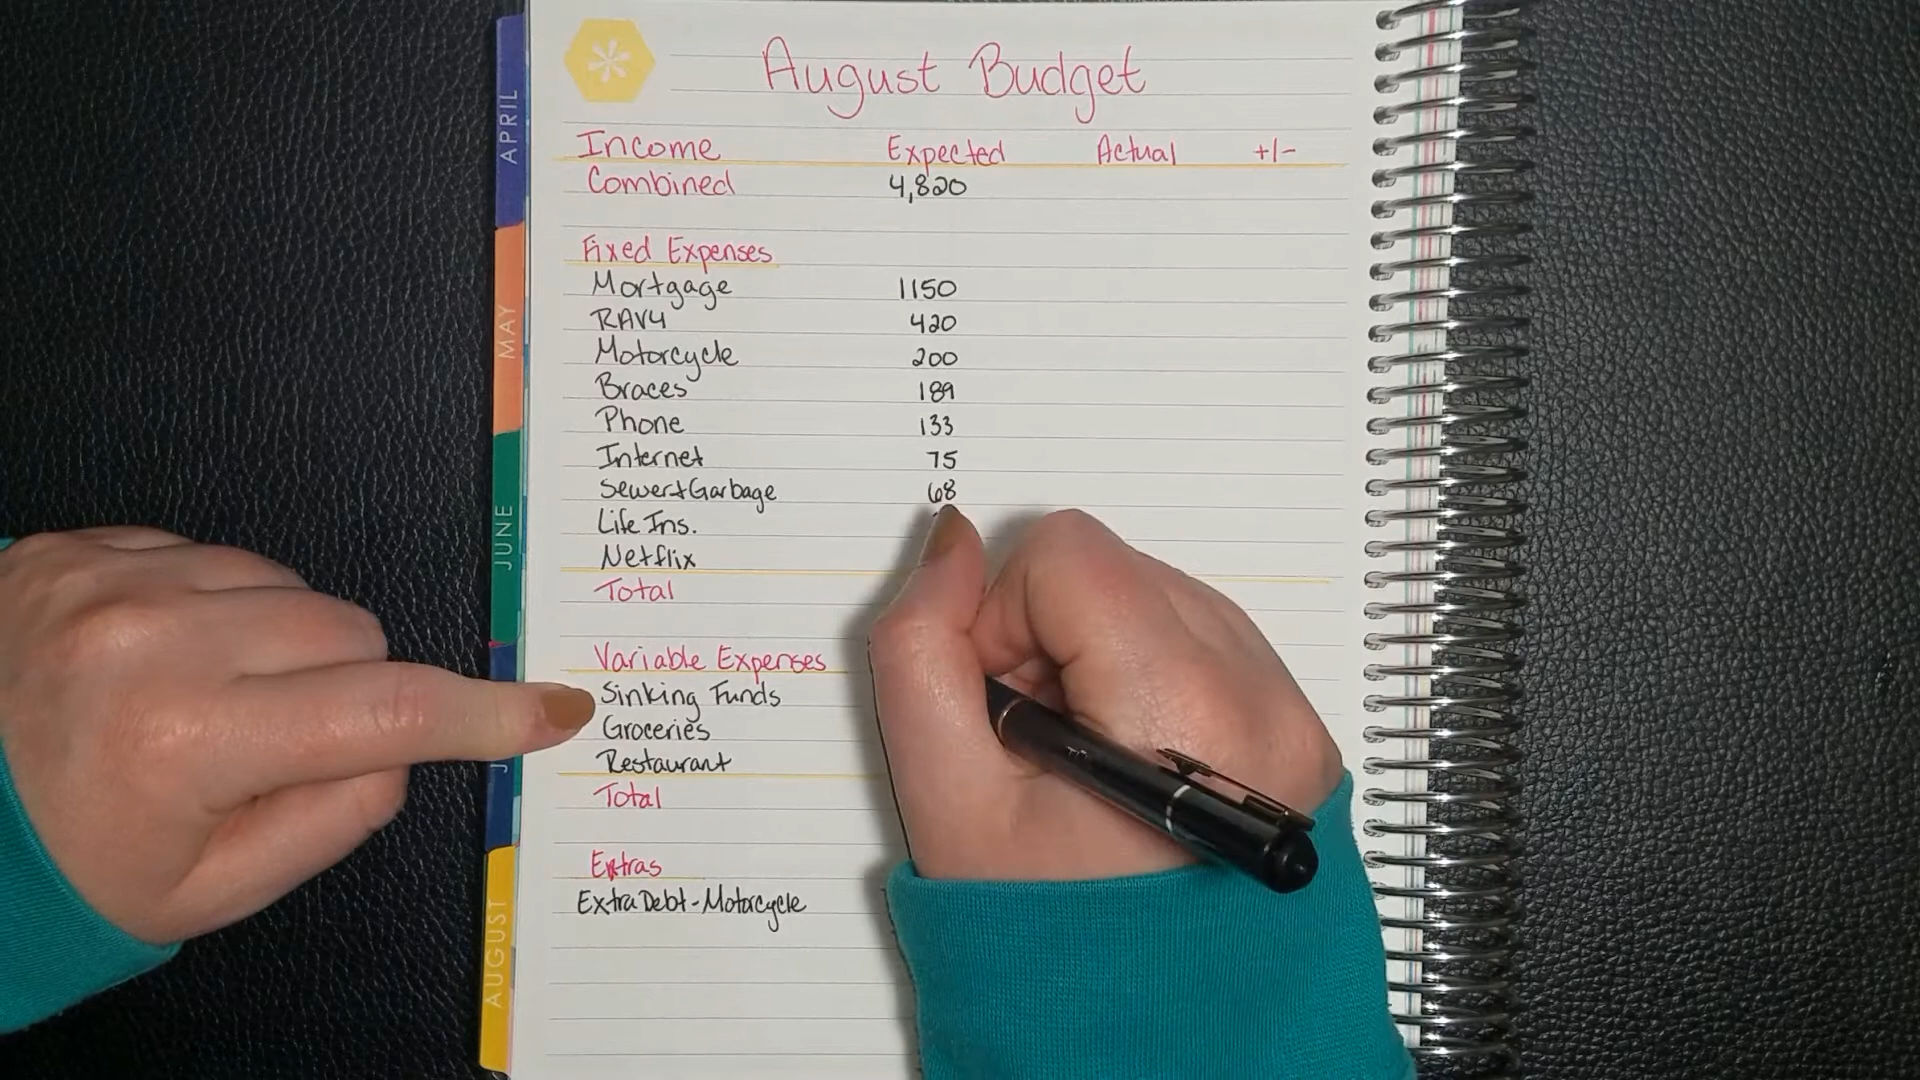 August Budget
Income Expected Actual +/-
Combined 4,820
Fixed Expenses
Mortgage 1150
RAV4 420
Motorcycle 200
Braces 189
Phone 133
Internet 75
Sewer+Garbage 68
Life Ins.
Netflix
Total
Variable Expenses
Sinking Funds
Groceries
Restaurant
Total
Extras
Extra Debt - Motorcycle
APRIL
MAY
JUNE
AUGUST